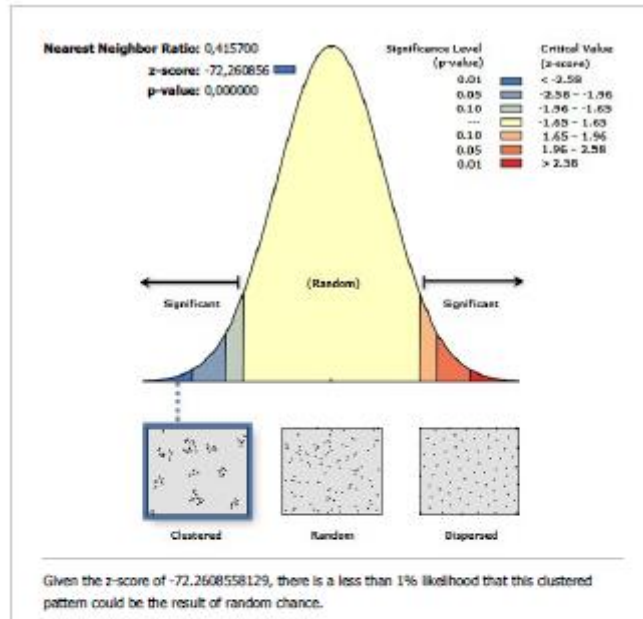 Nearest Neighbor Ratio: 0,415700
z-score: -72,260856
p-value: 0,000000
Significance Level
(p-value)
Critical Value
(z-score)
0.01 < -2.58
0.05 -2.58 – -1.96
0.10 -1.96 – -1.65
--- -1.65 – 1.65
0.10 1.65 – 1.96
0.05 1.96 – 2.58
0.01 > 2.58
(Random)
Significant
Significant
Clustered
Random
Dispersed
Given the z-score of -72.2608558129, there is a less than 1% likelihood that this clustered
pattern could be the result of random chance.